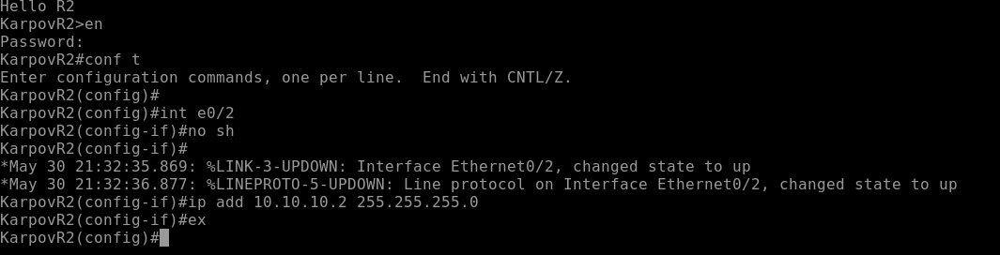 Hello R2
KarpovR2>en
Password:
KarpovR2#conf t
Enter configuration commands, one per line.  End with CNTL/Z.
KarpovR2(config)#
KarpovR2(config)#int e0/2
KarpovR2(config-if)#no sh
KarpovR2(config-if)#
*May 30 21:32:35.869: %LINK-3-UPDOWN: Interface Ethernet0/2, changed state to up
*May 30 21:32:36.877: %LINEPROTO-5-UPDOWN: Line protocol on Interface Ethernet0/2, changed state to up
KarpovR2(config-if)#ip add 10.10.10.2 255.255.255.0
KarpovR2(config-if)#ex
KarpovR2(config)#